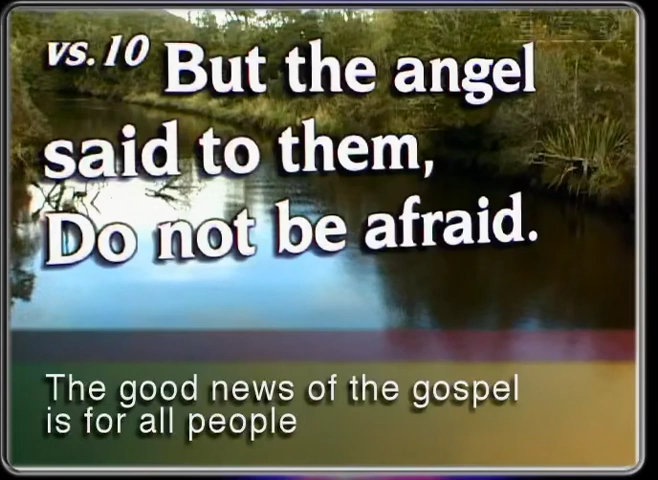 vs. 10 But the angel
said to them,
Do not be afraid.
The good news of the gospel
is for all people